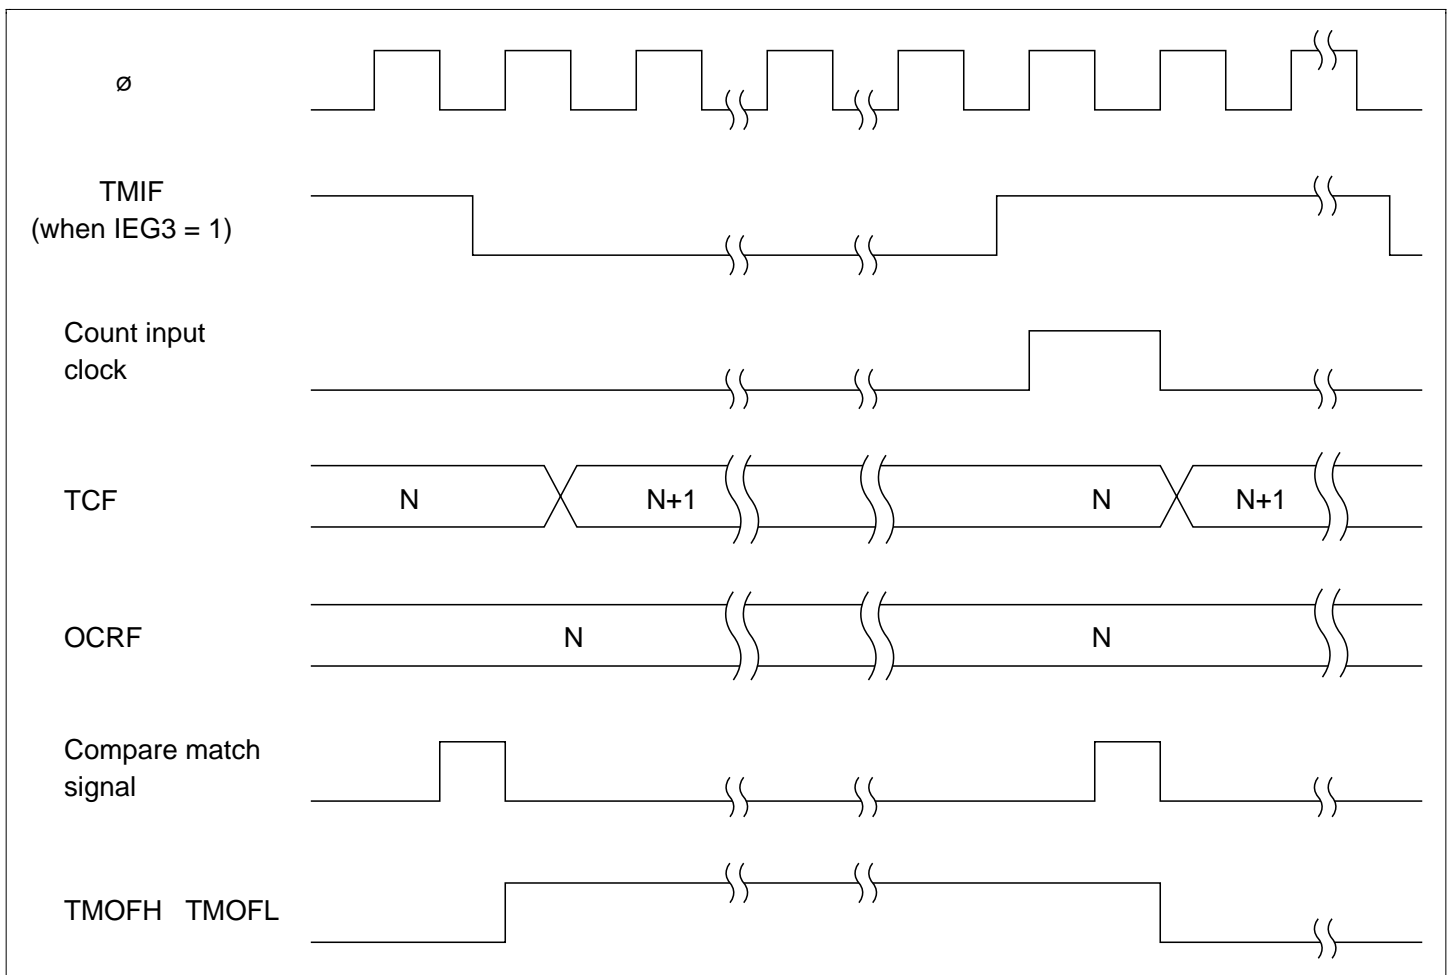 ø
TMIF
(when IEG3 = 1)
Count input
clock
TCF
N
N+1
N
N+1
OCRF
N
N
Compare match
signal
TMOFH TMOFL